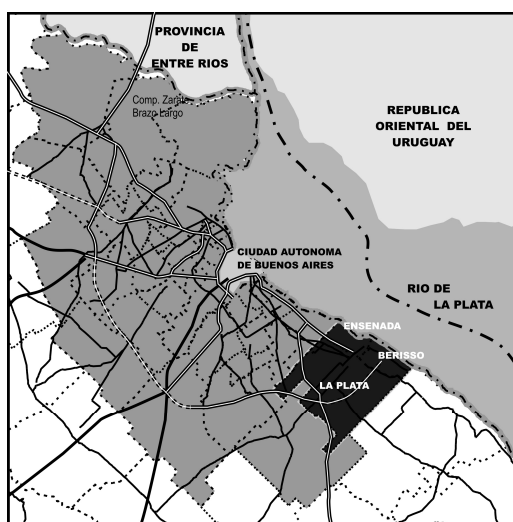 PROVINCIA
DE
ENTRE RIOS
Comp. Zarate
Brazo Largo
REPUBLICA
ORIENTAL DEL
URUGUAY
CIUDAD AUTONOMA
DE BUENOS AIRES
RIO DE
LA PLATA
ENSENADA
BERISSO
LA PLATA